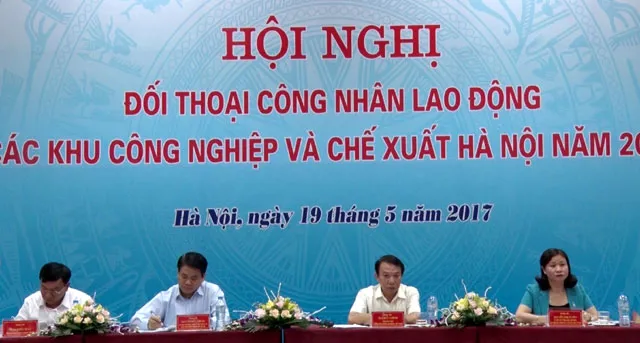 HỘI NGHỊ
ĐỐI THOẠI CÔNG NHÂN LAO ĐỘNG
CÁC KHU CÔNG NGHIỆP VÀ CHẾ XUẤT HÀ NỘI NĂM 20
Hà Nội, ngày 19 tháng 5 năm 2017